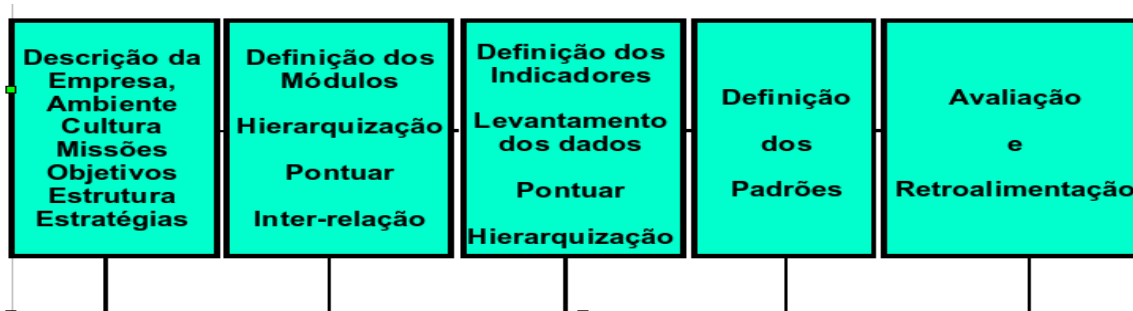 Descrição da
Empresa,
Ambiente
Cultura
Missões
Objetivos
Estrutura
Estratégias
Definição dos
Módulos
Hierarquização
Pontuar
Inter-relação
Definição dos
Indicadores
Levantamento
dos dados
Pontuar
Hierarquização
Definição
dos
Padrões
Avaliação
e
Retroalimentação